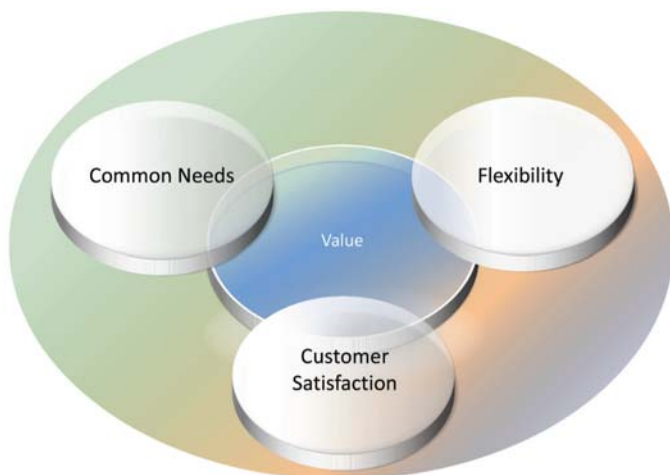 Common Needs
Flexibility
Value
Customer
Satisfaction